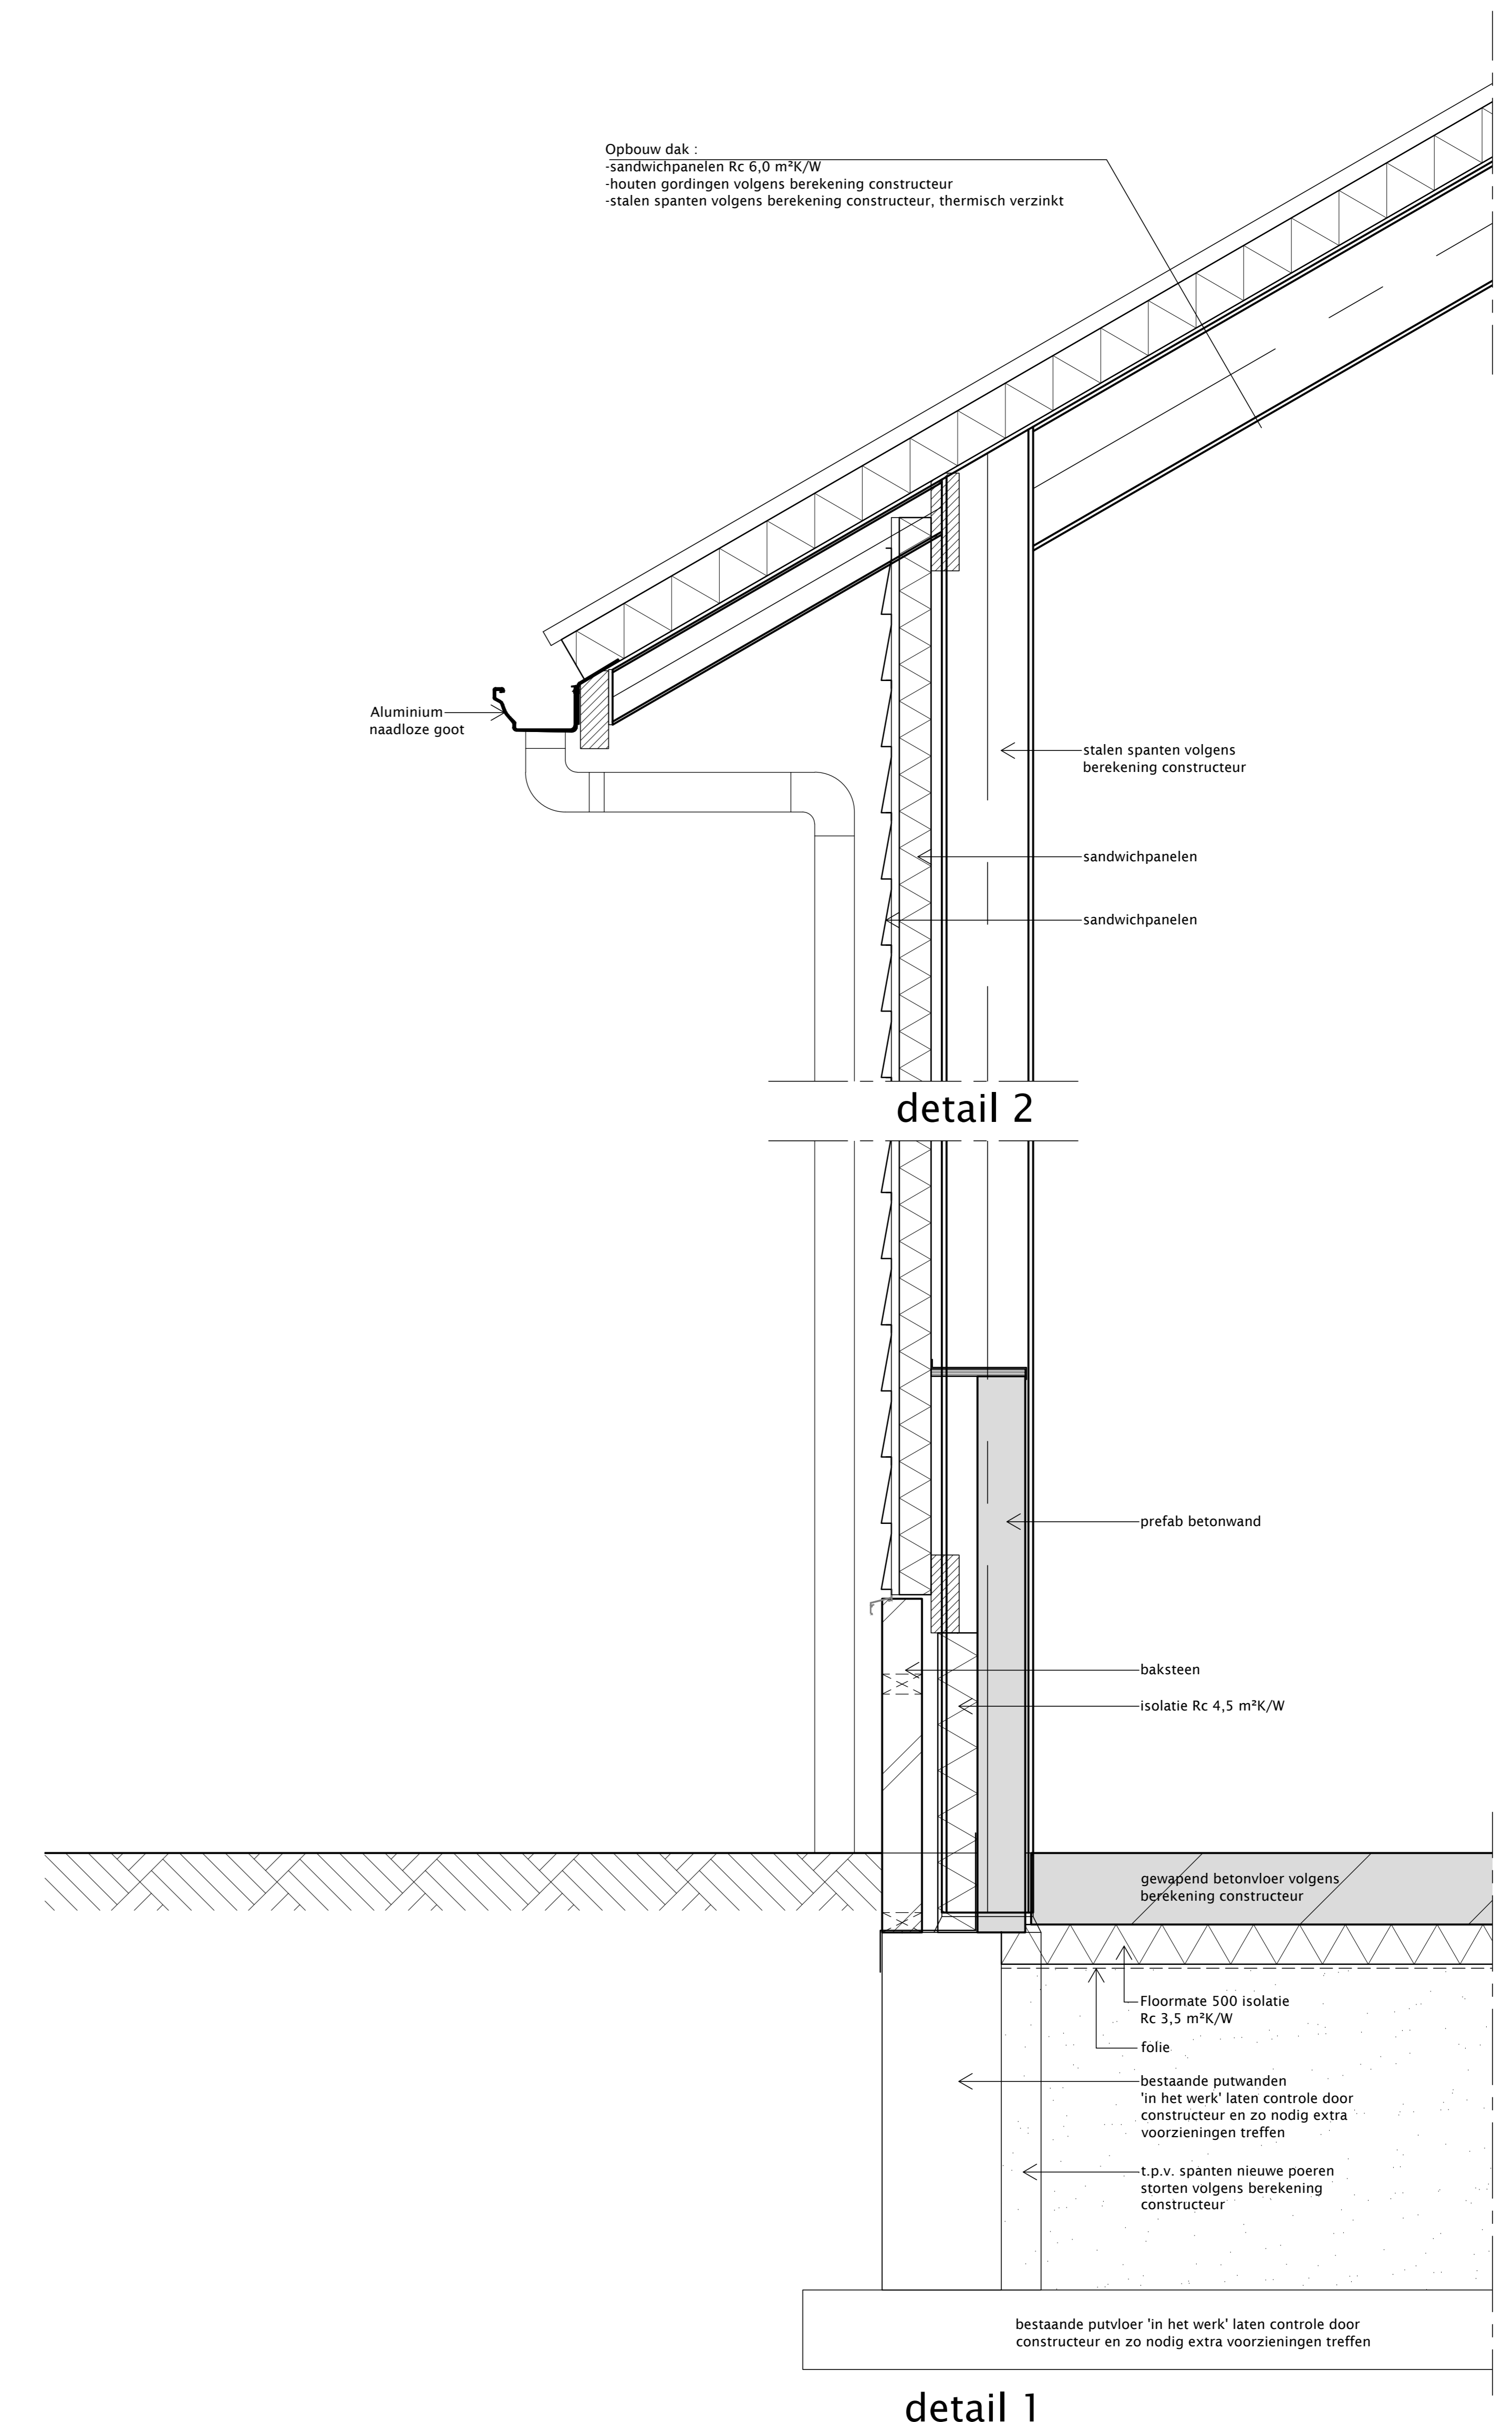 Opbouw dak :
-sandwichpanelen Rc 6,0 m²K/W
-houten gordingen volgens berekening constructeur
-stalen spanten volgens berekening constructeur, thermisch verzinkt
Aluminium
naadloze goot
stalen spanten volgens
berekening constructeur
sandwichpanelen
sandwichpanelen
detail 2
prefab betonwand
baksteen
isolatie Rc 4,5 m²K/W
gewapend betonvloer volgens
berekening constructeur
Floormate 500 isolatie
Rc 3,5 m²K/W
folie
bestaande putwanden
'in het werk' laten controle door
constructeur en zo nodig extra
voorzieningen treffen
t.p.v. spanten nieuwe poeren
storten volgens berekening
constructeur
bestaande putvloer 'in het werk' laten controle door
constructeur en zo nodig extra voorzieningen treffen
detail 1